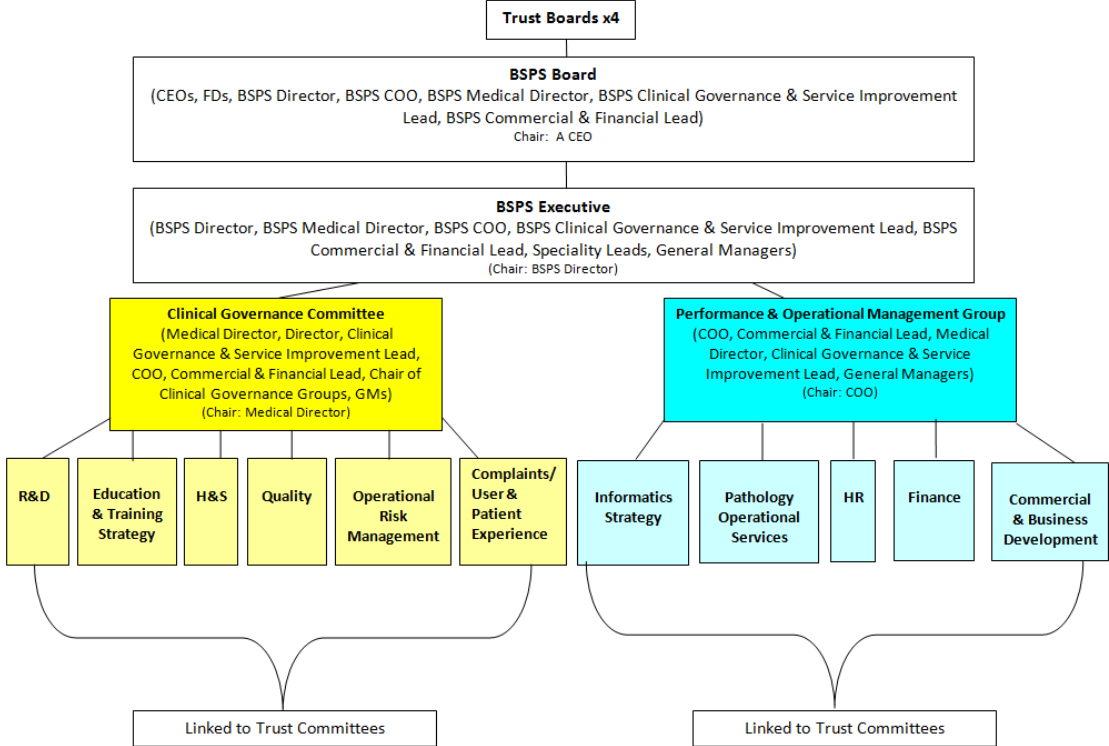 Trust Boards x4
BSPS Board
(CEOs, FDs, BSPS Director, BSPS COO, BSPS Medical Director, BSPS Clinical Governance & Service Improvement
Lead, BSPS Commercial & Financial Lead)
Chair: A CEO
BSPS Executive
(BSPS Director, BSPS Medical Director, BSPS COO, BSPS Clinical Governance & Service Improvement Lead, BSPS
Commercial & Financial Lead, Speciality Leads, General Managers)
(Chair: BSPS Director)
Clinical Governance Committee
(Medical Director, Director, Clinical
Governance & Service Improvement Lead,
COO, Commercial & Financial Lead, Chair of
Clinical Governance Groups, GMs)
(Chair: Medical Director)
Performance & Operational Management Group
(COO, Commercial & Financial Lead, Medical
Director, Clinical Governance & Service
Improvement Lead, General Managers)
(Chair: COO)
R&D
Education
& Training
Strategy
H&S
Quality
Operational
Risk
Management
Complaints/
User &
Patient
Experience
Informatics
Strategy
Pathology
Operational
Services
HR
Finance
Commercial
& Business
Development
Linked to Trust Committees
Linked to Trust Committees